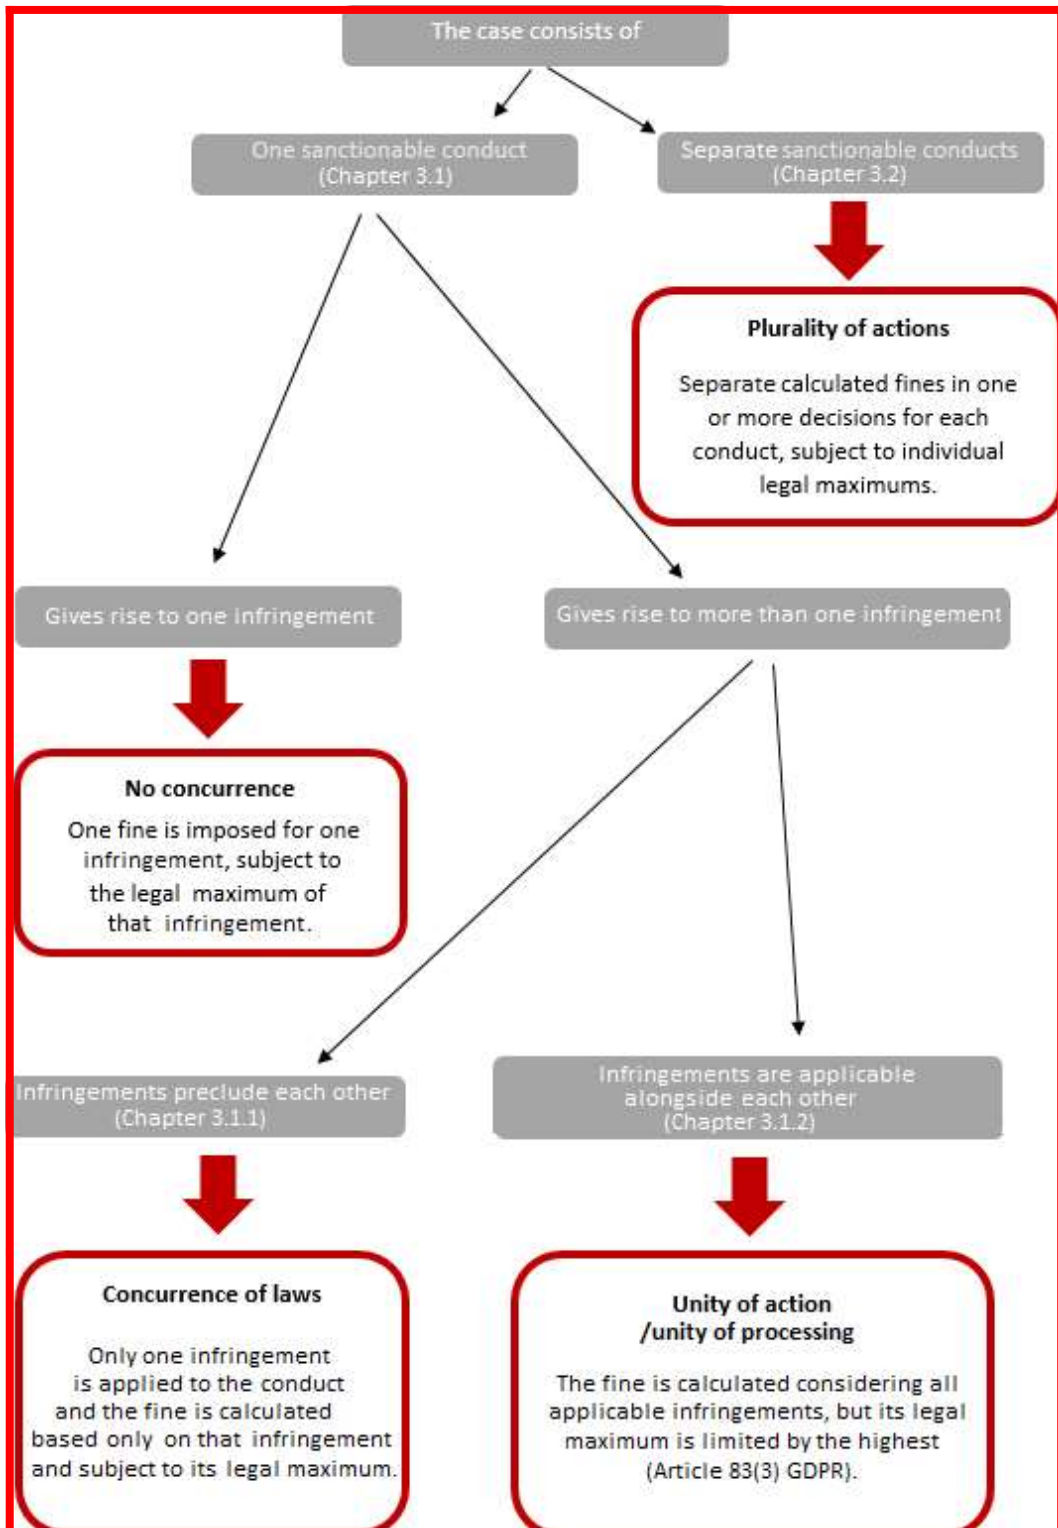 The case consists of
One sanctionable conduct
(Chapter 3.1)
Separate sanctionable conducts
(Chapter 3.2)
Plurality of actions
Separate calculated fines in one
or more decisions for each
conduct, subject to individual
legal maximums.
Gives rise to one infringement
Gives rise to more than one infringement
No concurrence
One fine is imposed for one
infringement, subject to
the legal maximum of
that infringement.
Infringements preclude each other
(Chapter 3.1.1)
Infringements are applicable
alongside each other
(Chapter 3.1.2)
Concurrence of laws
Only one infringement
is applied to the conduct
and the fine is calculated
based only on that infringement
and subject to its legal maximum.
Unity of action
/unity of processing
The fine is calculated considering all
applicable infringements, but its legal
maximum is limited by the highest
(Article 83(3) GDPR).